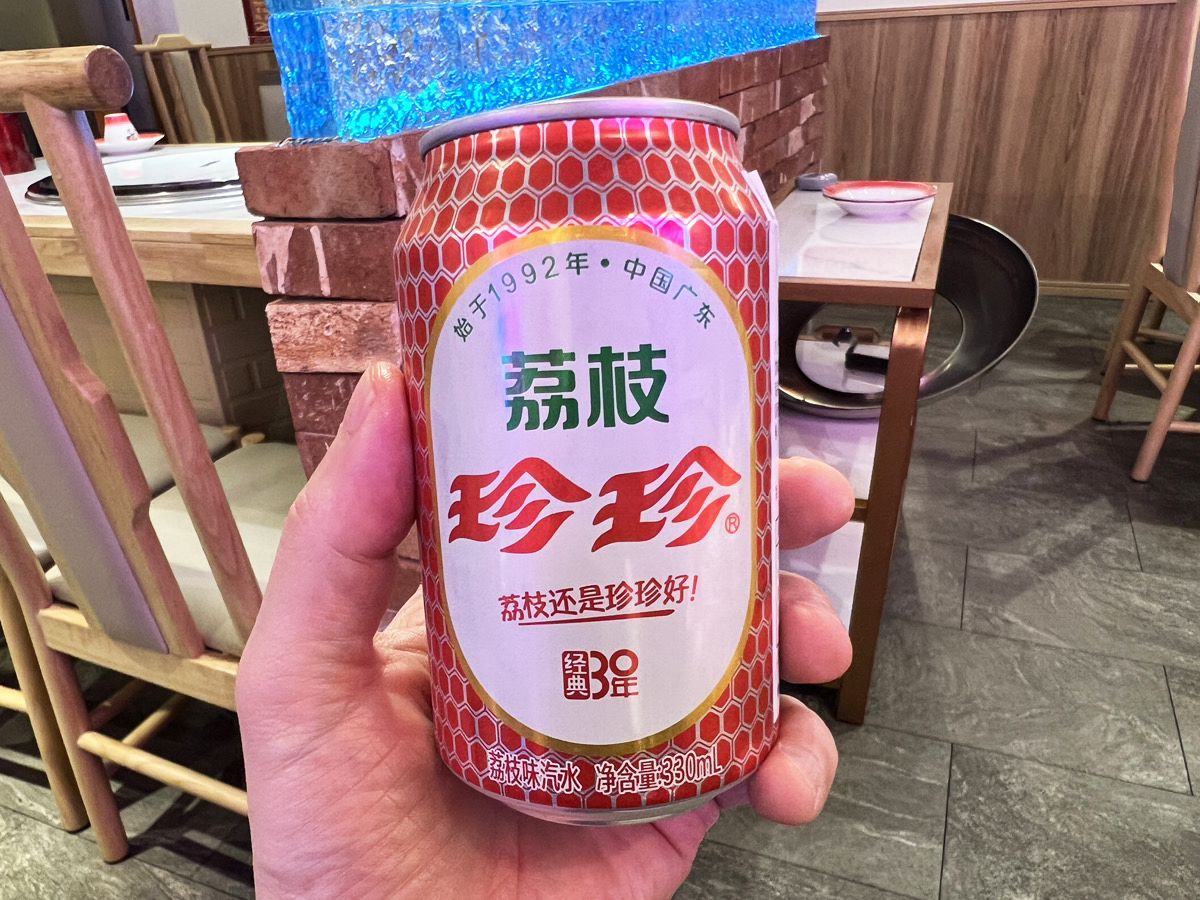 始于1992年·中国广东
荔枝
珍珍®
荔枝还是珍珍好!
经典30年
荔枝味汽水 净含量:330mL